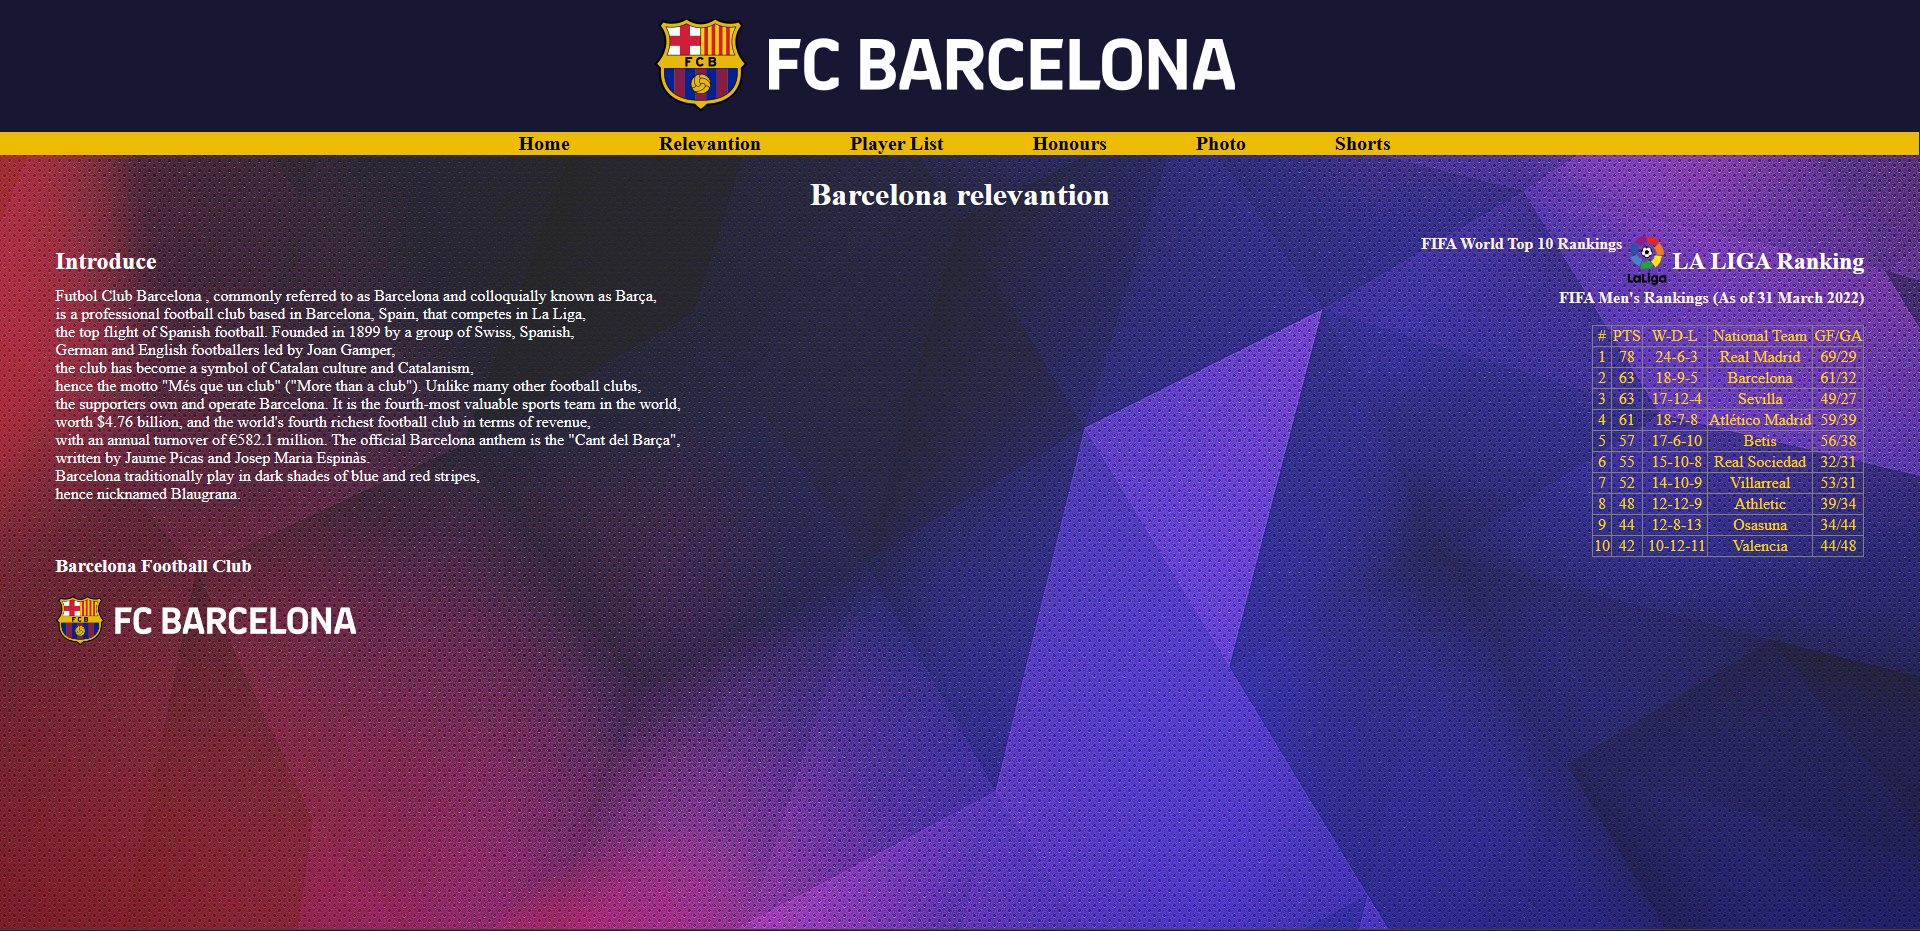 FCB
FC BARCELONA
Home Relevantion Player List Honours Photo Shorts
Barcelona relevantion
Introduce
Futbol Club Barcelona , commonly referred to as Barcelona and colloquially known as Barça,
is a professional football club based in Barcelona, Spain, that competes in La Liga,
the top flight of Spanish football. Founded in 1899 by a group of Swiss, Spanish,
German and English footballers led by Joan Gamper,
the club has become a symbol of Catalan culture and Catalanism,
hence the motto "Més que un club" ("More than a club"). Unlike many other football clubs,
the supporters own and operate Barcelona. It is the fourth-most valuable sports team in the world,
worth $4.76 billion, and the world's fourth richest football club in terms of revenue,
with an annual turnover of €582.1 million. The official Barcelona anthem is the "Cant del Barça",
written by Jaume Picas and Josep Maria Espinàs.
Barcelona traditionally play in dark shades of blue and red stripes,
hence nicknamed Blaugrana.
Barcelona Football Club
FCB
FC BARCELONA
FIFA World Top 10 Rankings
LaLiga
LA LIGA Ranking
FIFA Men's Rankings (As of 31 March 2022)
# PTS W-D-L National Team GF/GA
1 78 24-6-3 Real Madrid 69/29
2 63 18-9-5 Barcelona 61/32
3 63 17-12-4 Sevilla 49/27
4 61 18-7-8 Atlético Madrid 59/39
5 57 17-6-10 Betis 56/38
6 55 15-10-8 Real Sociedad 32/31
7 52 14-10-9 Villarreal 53/31
8 48 12-12-9 Athletic 39/34
9 44 12-8-13 Osasuna 34/44
10 42 10-12-11 Valencia 44/48